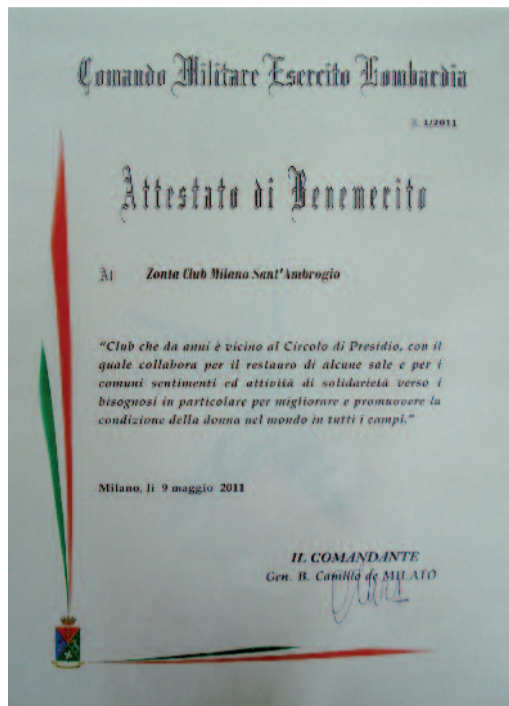 Comando Militare Esercito Lombardia
1/2011
Attestato di Benemerito
Al Zonta Club Milano Sant'Ambrogio
"Club che da anni è vicino al Circolo di Presidio, con il
quale collabora per il restauro di alcune sale e per i
comuni sentimenti ed attività di solidarietà verso i
bisognosi in particolare per migliorare e promuovere la
condizione della donna nel mondo in tutti i campi."
Milano, lì 9 maggio 2011
IL COMANDANTE
Gen. B. Camillo de MILATO